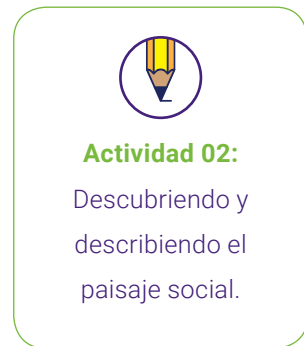 Actividad 02:
Descubriendo y
describiendo el
paisaje social.